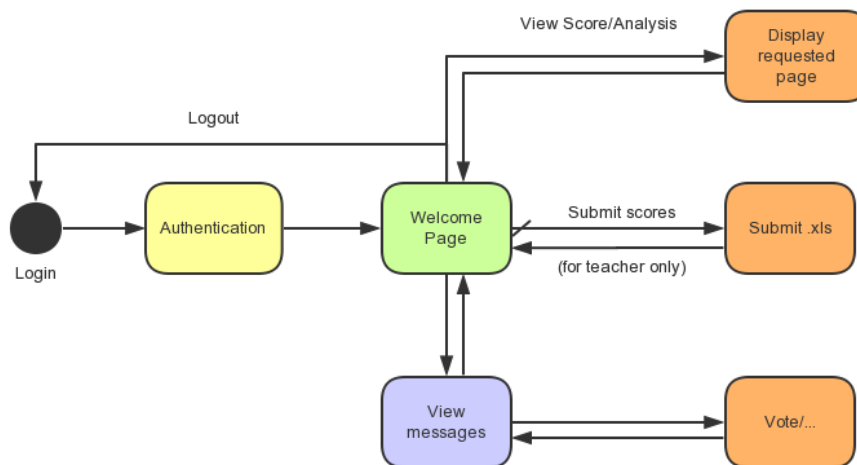 View Score/Analysis
Display
requested
page
Logout
Authentication
Welcome
Page
Submit scores
Submit .xls
(for teacher only)
Login
View
messages
Vote/...